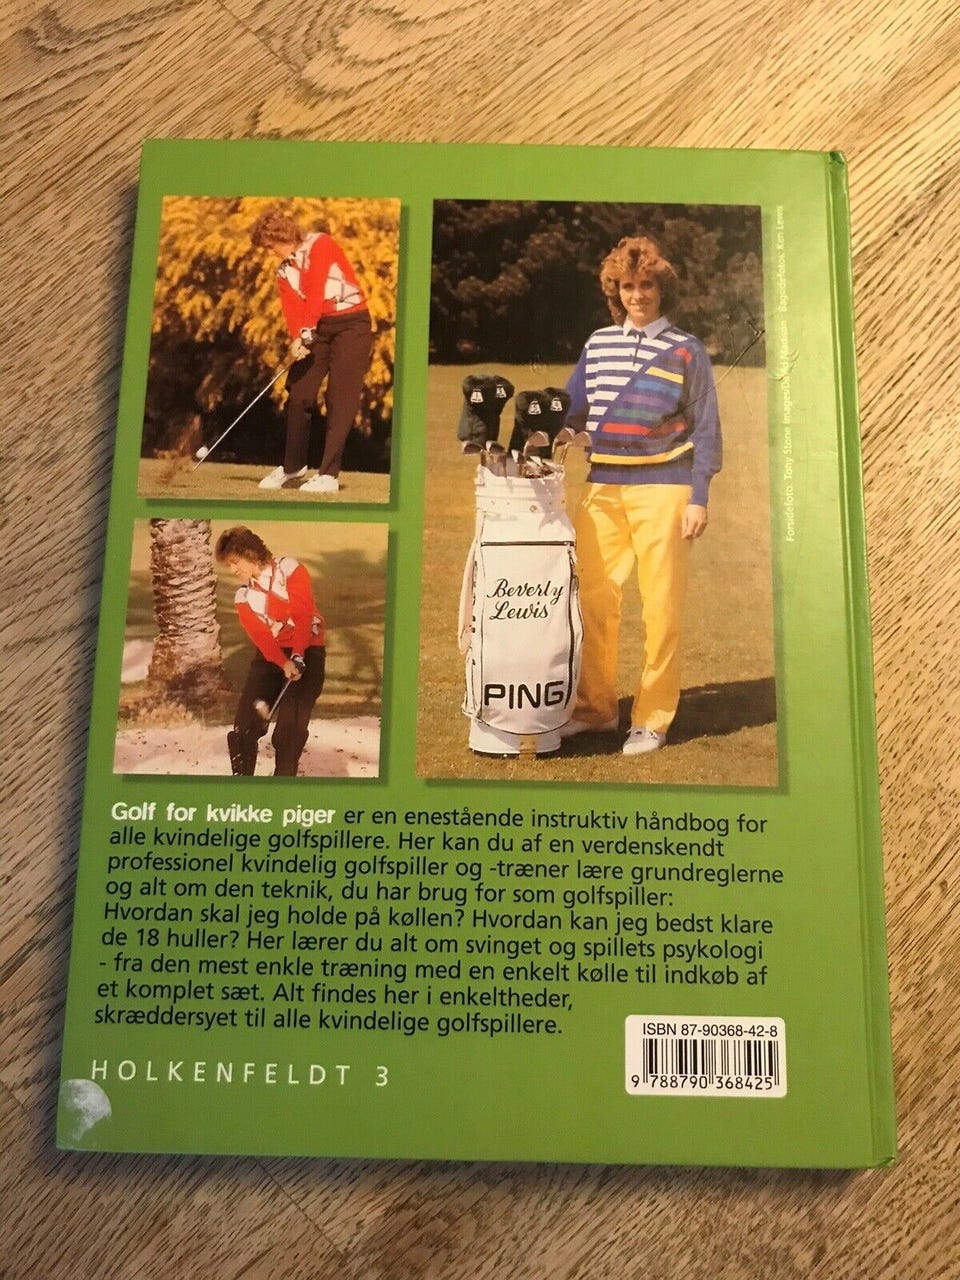 Beverly
Lewis
PING
Forsidefoto: Tony Stone Images/David Madison · Bagsidefotos: Ken Lewis
Golf for kvikke piger er en enestående instruktiv håndbog for
alle kvindelige golfspillere. Her kan du af en verdenskendt
professionel kvindelig golfspiller og -træner lære grundreglerne
og alt om den teknik, du har brug for som golfspiller:
Hvordan skal jeg holde på køllen? Hvordan kan jeg bedst klare
de 18 huller? Her lærer du alt om svinget og spillets psykologi
- fra den mest enkle træning med en enkelt kølle til indkøb af
et komplet sæt. Alt findes her i enkeltheder,
skræddersyet til alle kvindelige golfspillere.
HOLKENFELDT 3
ISBN 87-90368-42-8
9 788790 368425